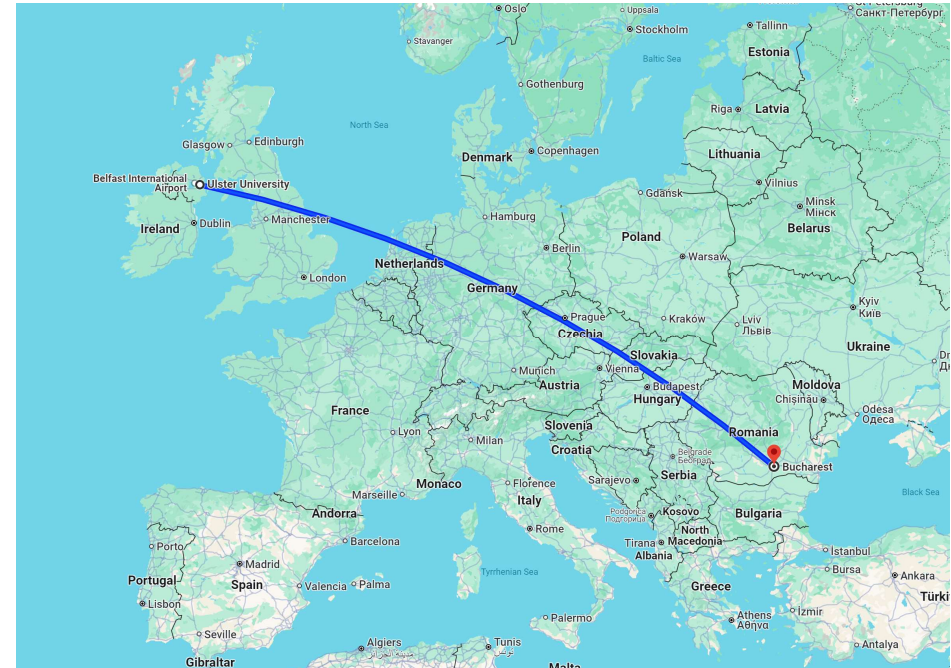 Oslo
Uppsala
St Petersburg
Санкт-Петербург
Stockholm
Tallinn
Stavanger
Estonia
Baltic Sea
Gothenburg
Riga
Latvia
North Sea
Glasgow
Edinburgh
Denmark
Copenhagen
Lithuania
Belfast International
Airport
Ulster University
Vilnius
Gdańsk
Minsk
Мінск
Dublin
Ireland
Manchester
Hamburg
Belarus
Poland
Berlin
Warsaw
Netherlands
London
Germany
Kyiv
Київ
Prague
Kraków
Lviv
Львів
Czechia
Ukraine
Slovakia
Vienna
Munich
Austria
Budapest
Hungary
Moldova
Chișinău
France
Odesa
Одеса
Slovenia
Lyon
Milan
Romania
Croatia
Belgrade
Београд
Bucharest
Serbia
Sarajevo
Monaco
Florence
Marseille
Italy
Black Sea
Andorra
Podgorica
Подгорица
Kosovo
Bulgaria
Rome
North
Macedonia
Barcelona
Tirana
Albania
Porto
İstanbul
Madrid
Bursa
Ankara
Portugal
Spain
Valencia
Palma
Tyrrhenian Sea
Greece
Türki
Lisbon
Athens
Αθήνα
İzmir
Palermo
Seville
Antalya
Algiers
Tunis
تونس
Gibraltar
Malta